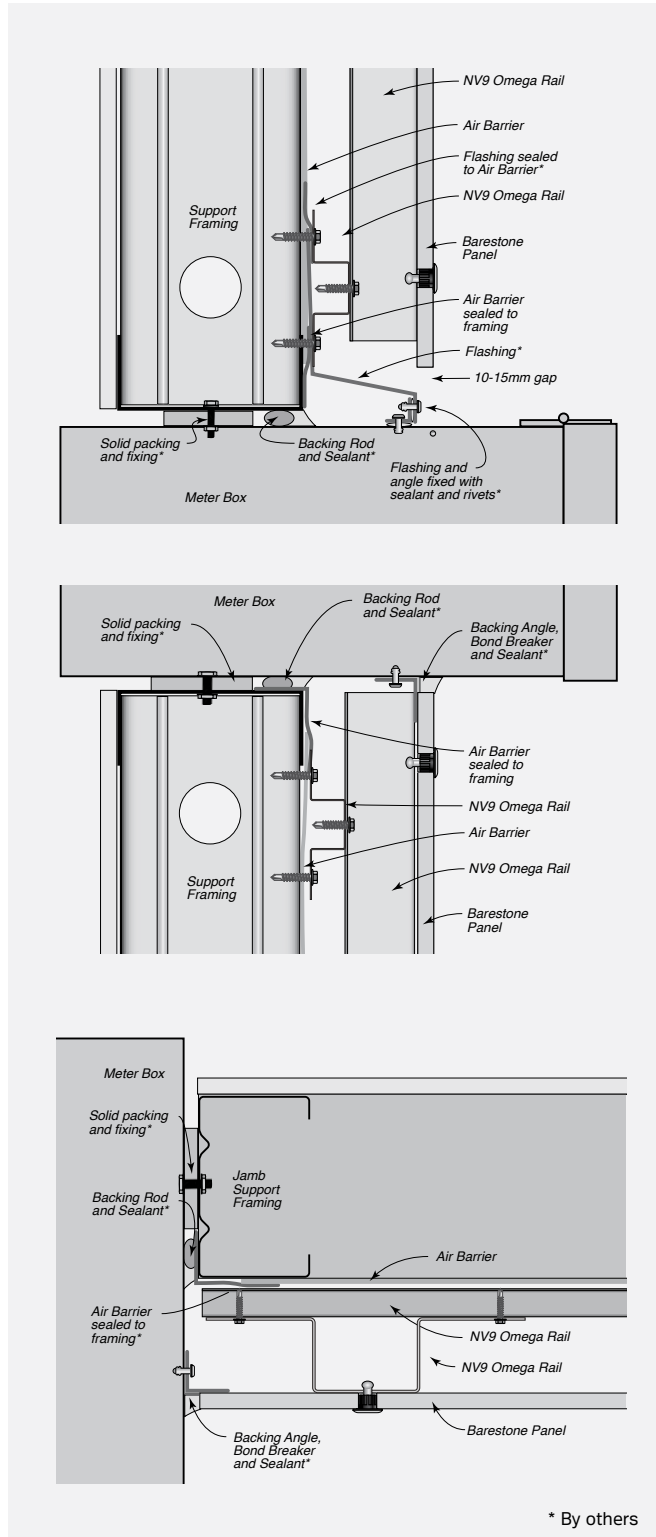 NV9 Omega Rail
Air Barrier
Flashing sealed
to Air Barrier*
NV9 Omega Rail
Support
Framing
Barestone
Panel
Air Barrier
sealed to
framing
Flashing*
10-15mm gap
Solid packing
and fixing*
Backing Rod
and Sealant*
Flashing and
angle fixed with
sealant and rivets*
Meter Box
Meter Box
Backing Rod
and Sealant*
Solid packing
and fixing*
Backing Angle,
Bond Breaker
and Sealant*
Air Barrier
sealed to
framing
NV9 Omega Rail
Air Barrier
NV9 Omega Rail
Support
Framing
Barestone
Panel
Meter Box
Solid packing
and fixing*
Jamb
Support
Framing
Backing Rod
and Sealant*
Air Barrier
Air Barrier
sealed to
framing*
NV9 Omega Rail
NV9 Omega Rail
Barestone Panel
Backing Angle,
Bond Breaker
and Sealant*
* By others